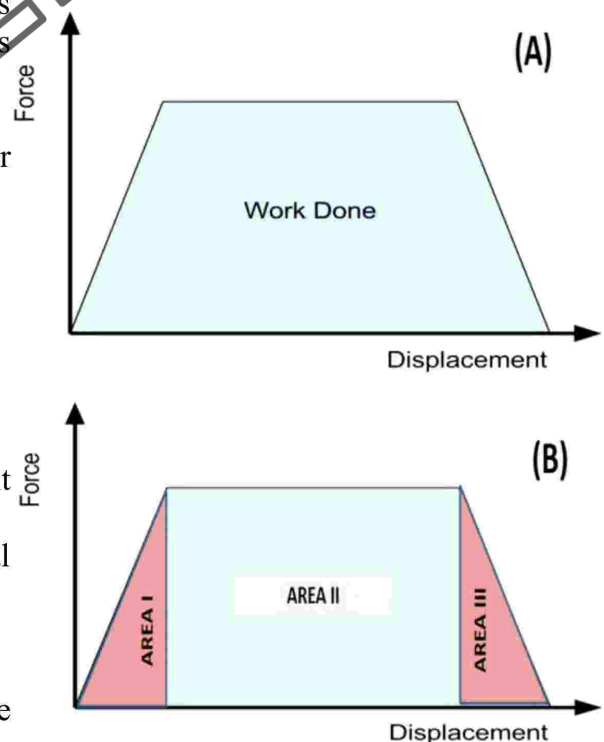 s
s
(A)
Force
r
Work Done
Displacement
(B)
Force
t
l
AREA I
AREA II
AREA III
e
Displacement